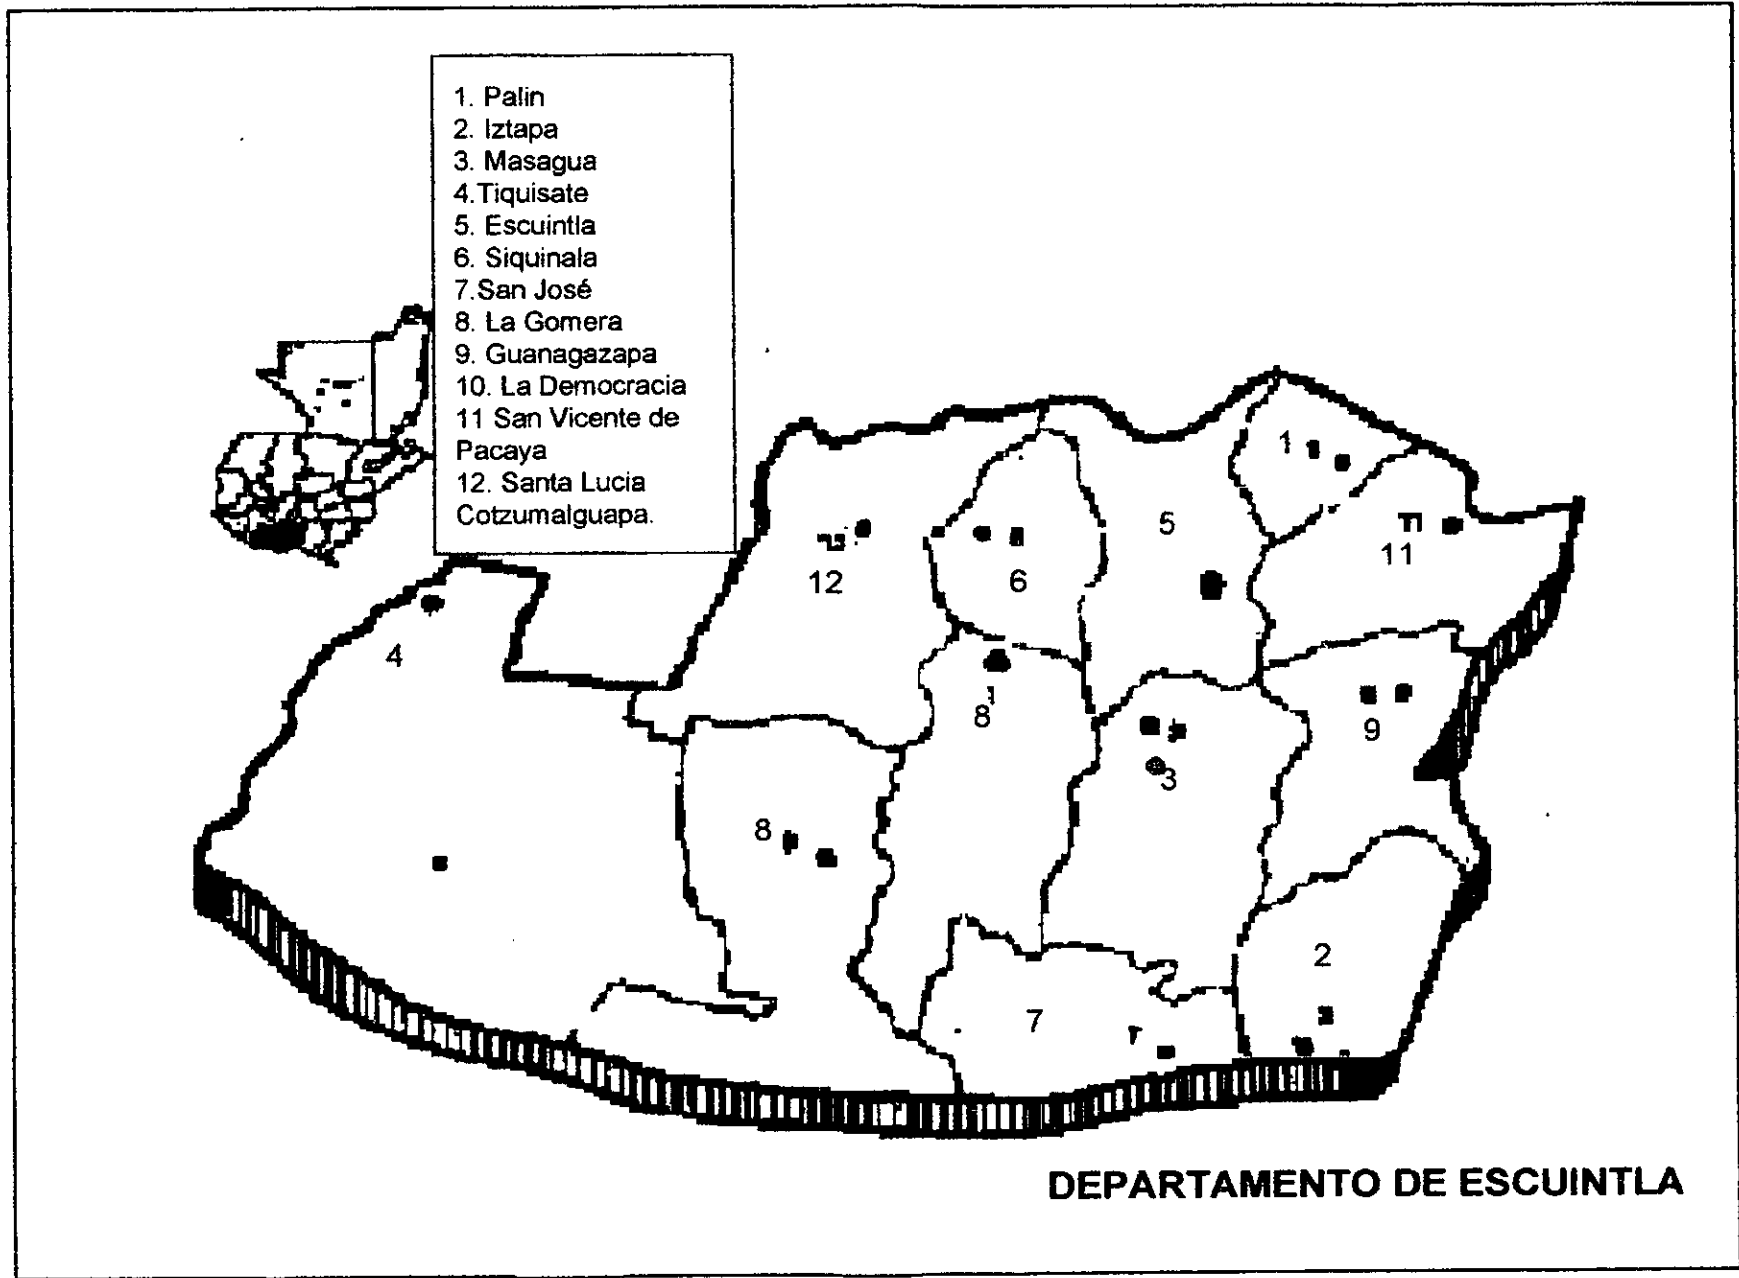 1. Palin
2. Iztapa
3. Masagua
4.Tiquisate
5. Escuintla
6. Siquinala
7.San José
8. La Gomera
9. Guanagazapa
10. La Democracia
11 San Vicente de
Pacaya
12. Santa Lucia
Cotzumalguapa.
1
5
11
12
6
4
8
9
3
8
2
7
DEPARTAMENTO DE ESCUINTLA